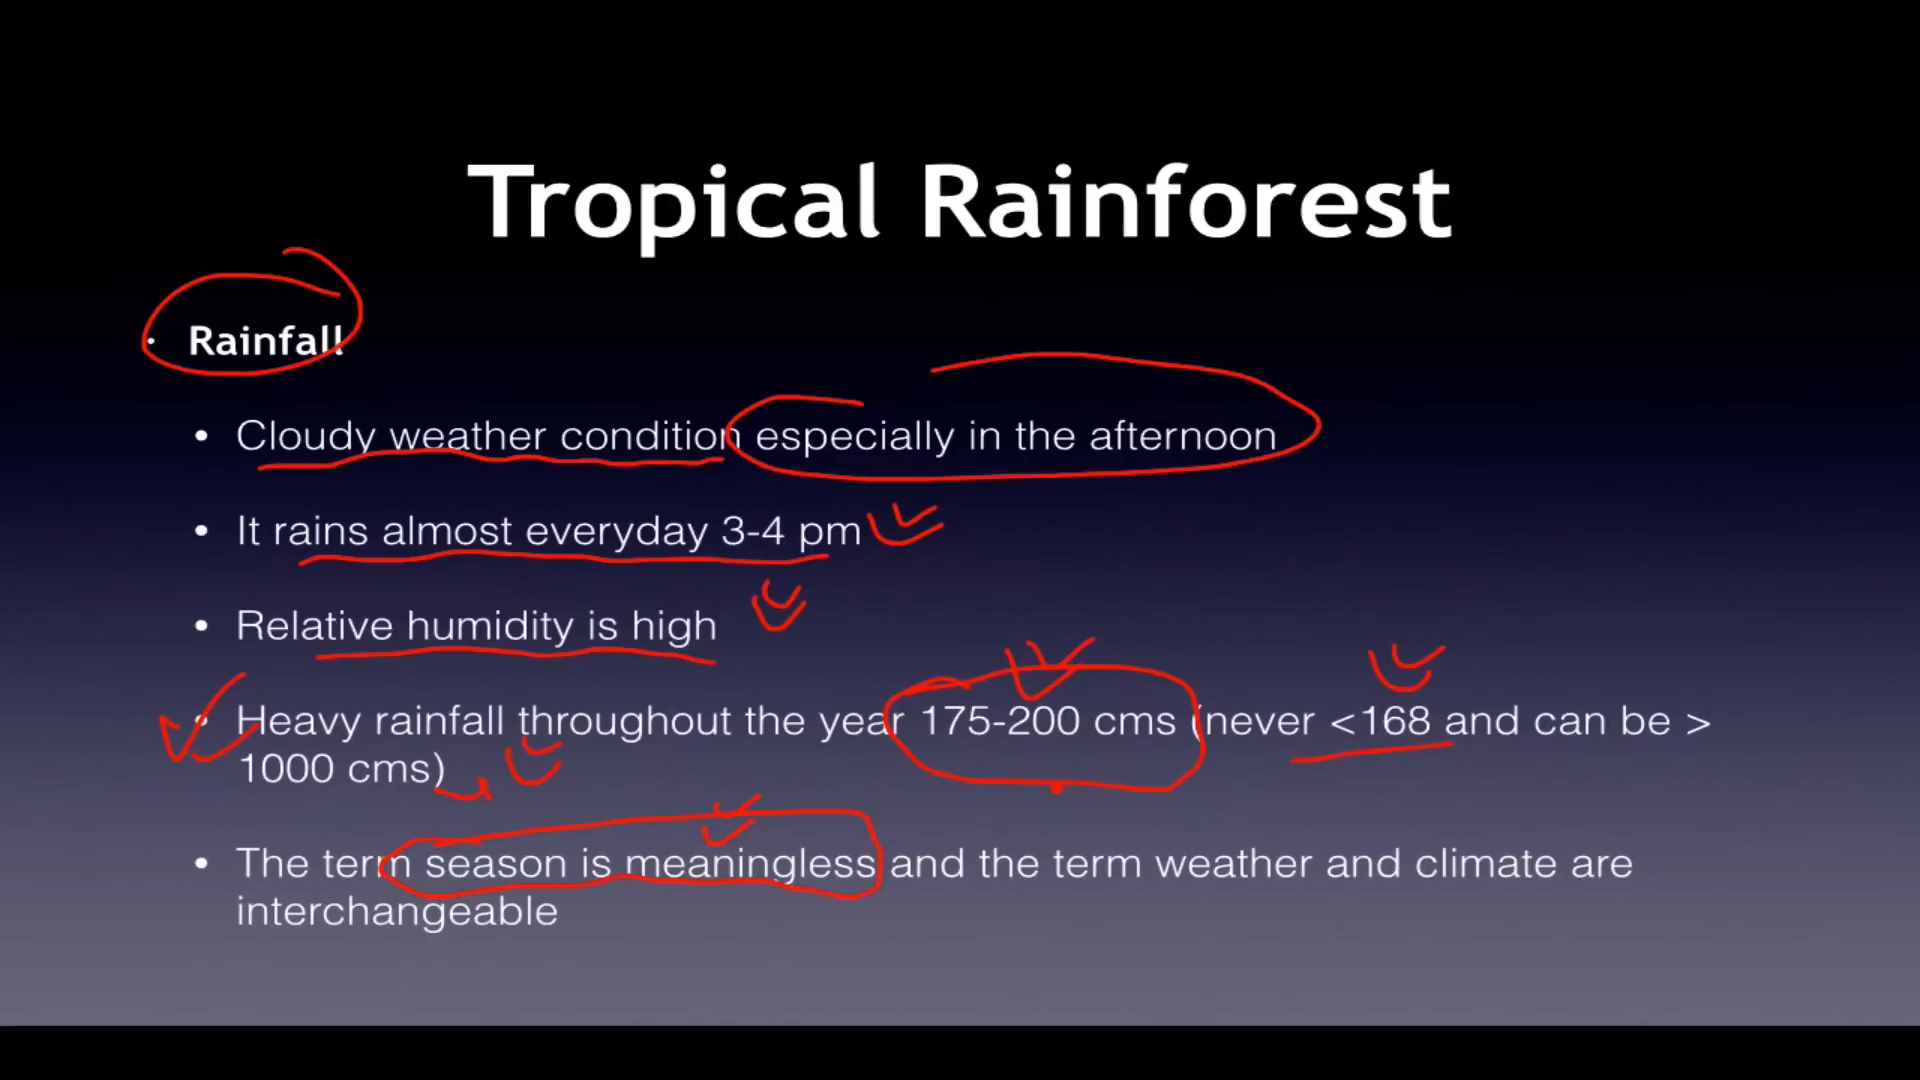 Tropical Rainforest
• Rainfall
• Cloudy weather condition especially in the afternoon
• It rains almost everyday 3-4 pm
• Relative humidity is high
• Heavy rainfall throughout the year 175-200 cms (never <168 and can be >
1000 cms)
• The term season is meaningless and the term weather and climate are
interchangeable